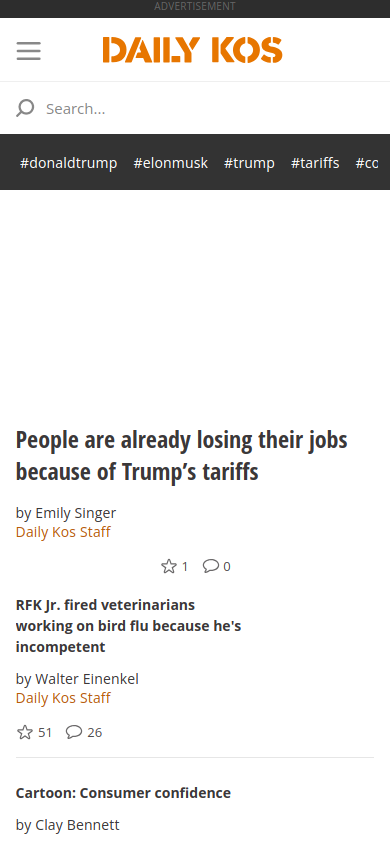 ADVERTISEMENT
DAILY KOS
Search...
#donaldtrump #elonmusk #trump #tariffs #co
People are already losing their jobs
because of Trump’s tariffs
by Emily Singer
Daily Kos Staff
1 0
RFK Jr. fired veterinarians
working on bird flu because he's
incompetent
by Walter Einenkel
Daily Kos Staff
51 26
Cartoon: Consumer confidence
by Clay Bennett